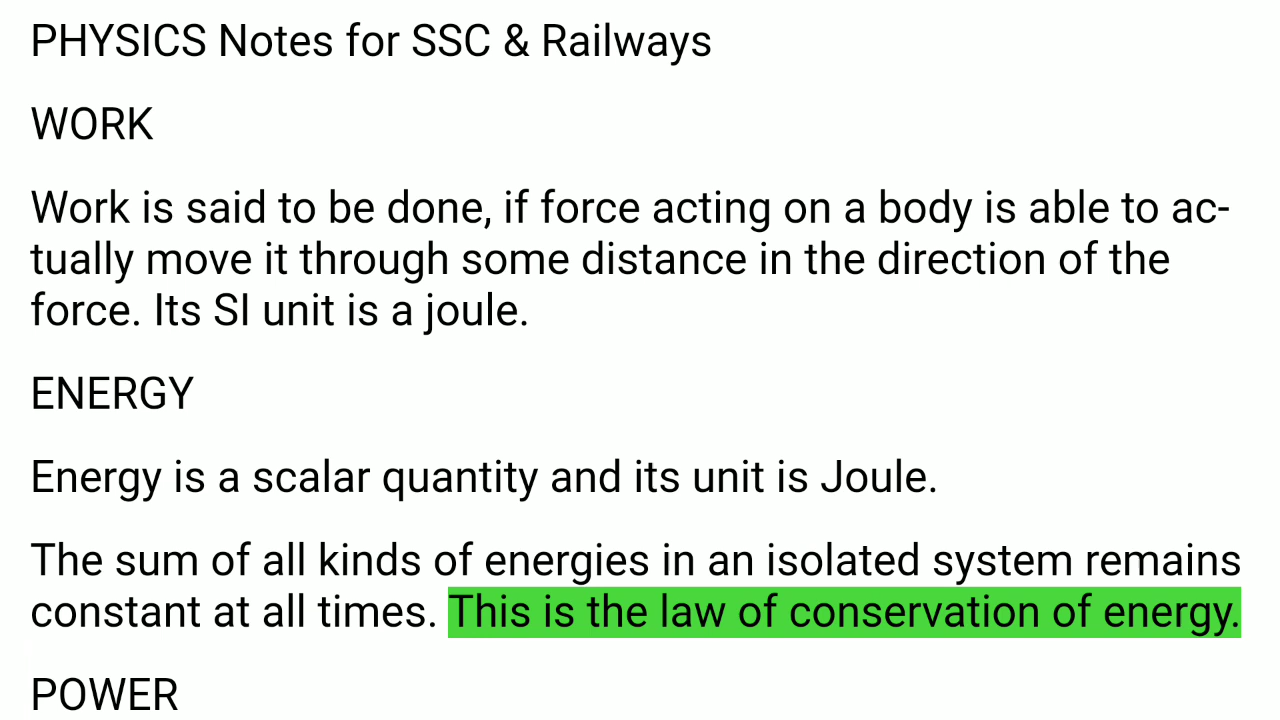 PHYSICS Notes for SSC & Railways
WORK
Work is said to be done, if force acting on a body is able to ac-
tually move it through some distance in the direction of the
force. Its SI unit is a joule.
ENERGY
Energy is a scalar quantity and its unit is Joule.
The sum of all kinds of energies in an isolated system remains
constant at all times. This is the law of conservation of energy.
POWER